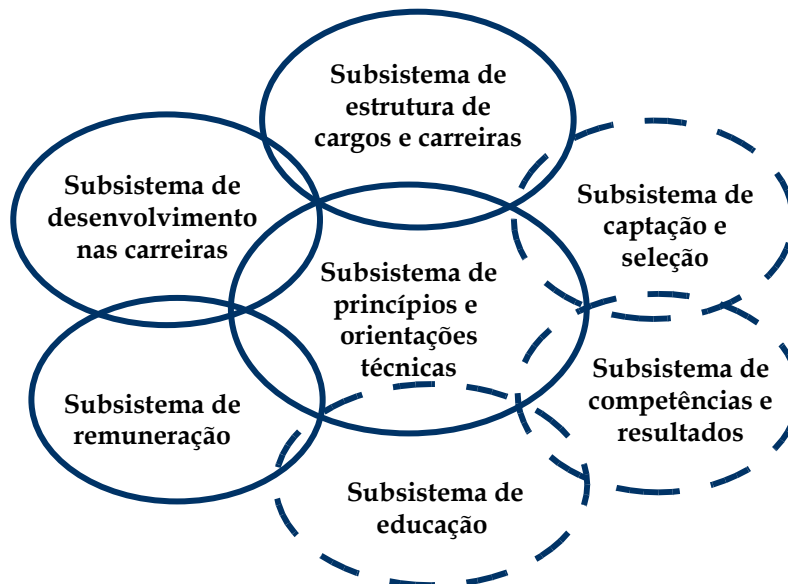 Subsistema de
estrutura de
cargos e carreiras
Subsistema de
desenvolvimento
nas carreiras
Subsistema de
captação e
seleção
Subsistema de
princípios e
orientações
técnicas
Subsistema de
remuneração
Subsistema de
competências e
resultados
Subsistema de
educação